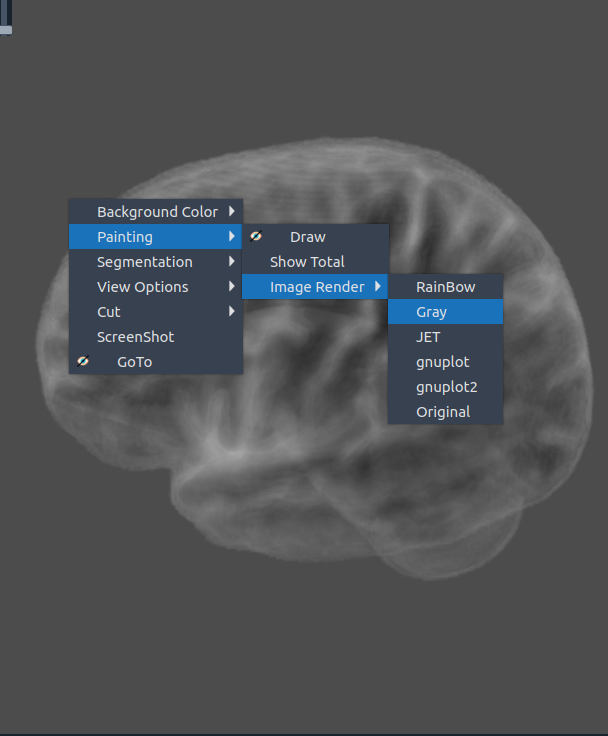 Background Color
Painting
Segmentation
View Options
Cut
ScreenShot
GoTo
Draw
Show Total
Image Render
RainBow
Gray
JET
gnuplot
gnuplot2
Original